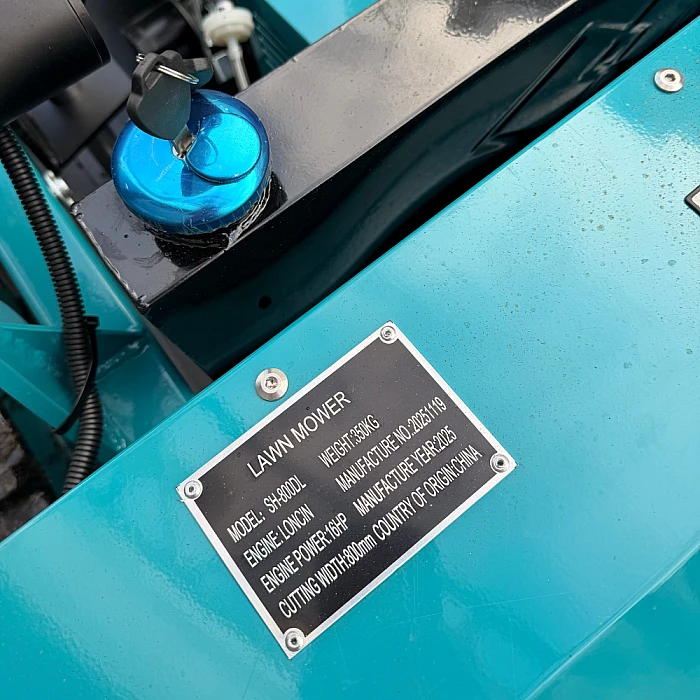 LAWN MOWER
MODEL: SH-800DL WEIGHT:350KG
ENGINE: LONCIN MANUFACTURE NO.:20251119
ENGINE POWER:16HP MANUFACTURE YEAR:2025
CUTTING WIDTH:800mm COUNTRY OF ORIGIN:CHINA